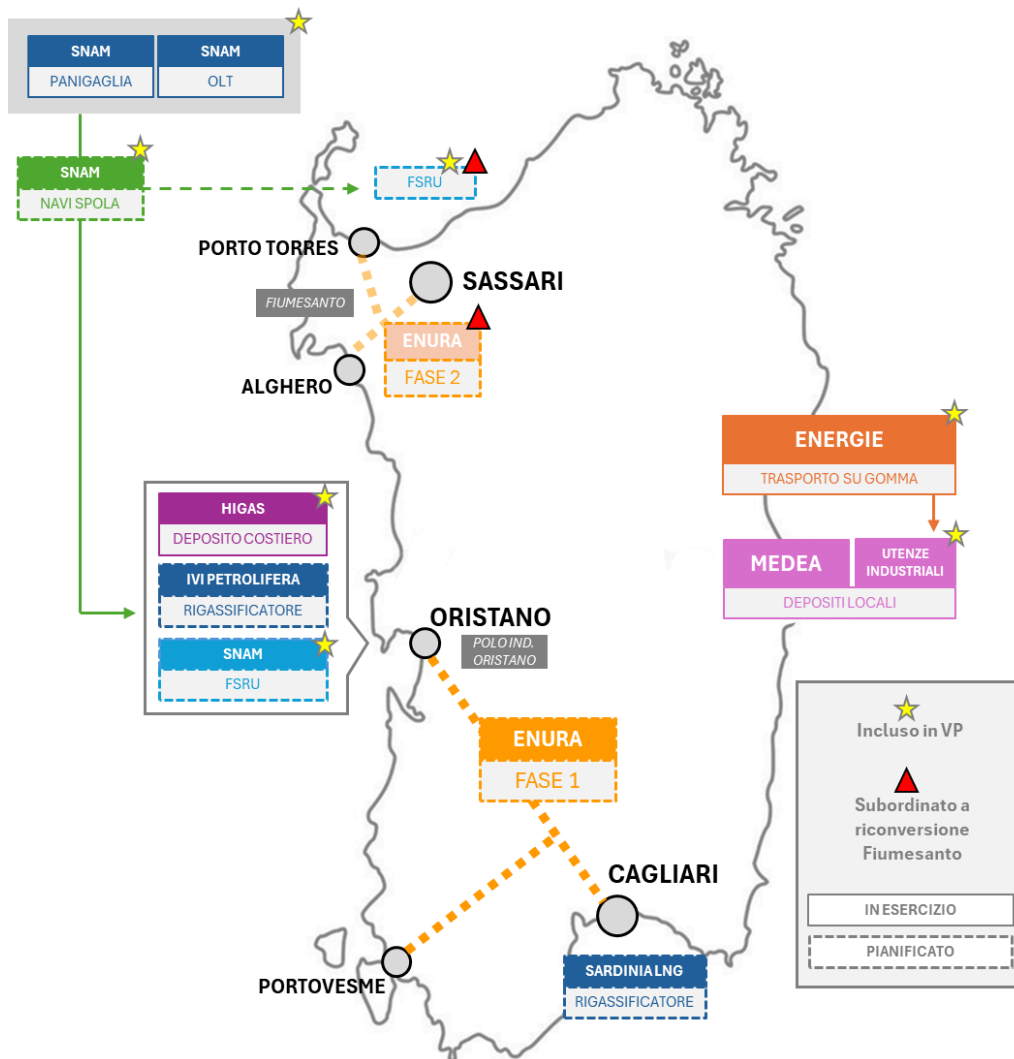 SNAM
SNAM
PANIGAGLIA
OLT
SNAM
NAVI SPOLA
FSRU
PORTO TORRES
SASSARI
FIUMESANTO
ENURA
FASE 2
ALGHERO
ENERGIE
TRASPORTO SU GOMMA
HIGAS
DEPOSITO COSTIERO
IVI PETROLIFERA
RIGASSIFICATORE
SNAM
FSRU
MEDEA
UTENZE
INDUSTRIALI
DEPOSITI LOCALI
ORISTANO
POLO IND.
ORISTANO
ENURA
FASE 1
Incluso in VP
Subordinato a
riconversione
Fiumesanto
IN ESERCIZIO
PIANIFICATO
CAGLIARI
PORTOVESME
SARDINIA LNG
RIGASSIFICATORE